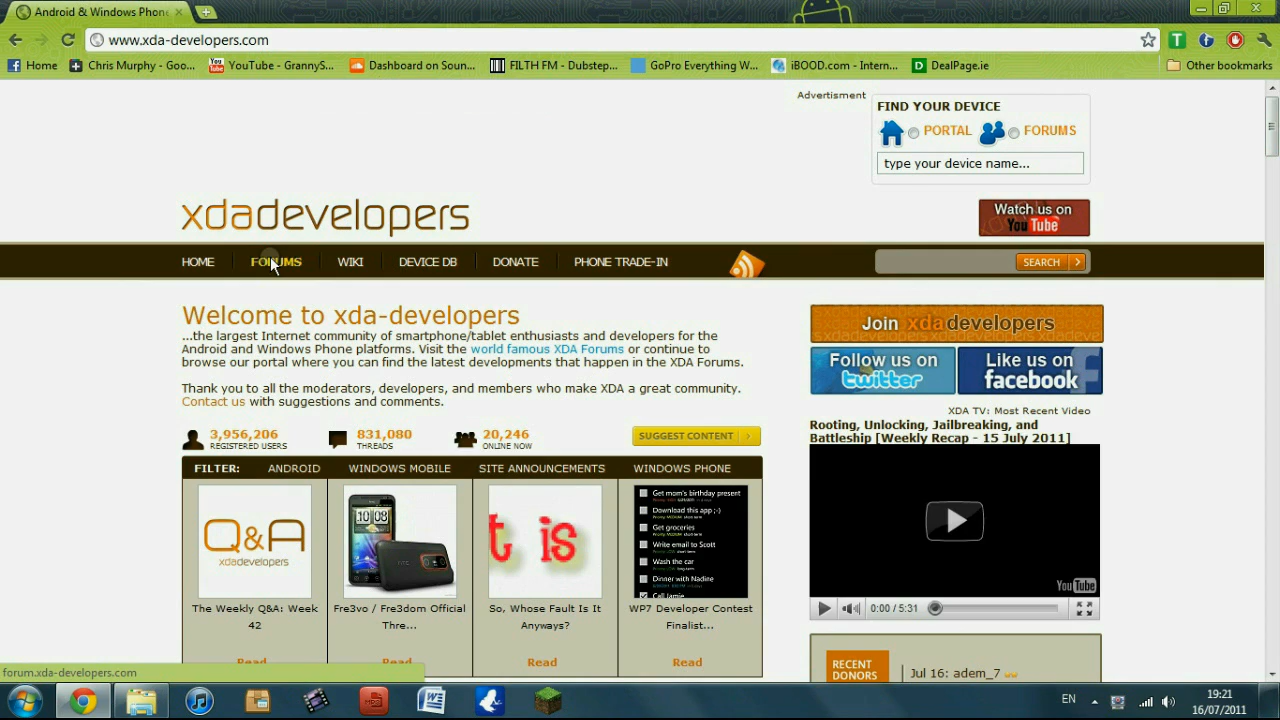 Android & Windows Phone
www.xda-developers.com
Home
Chris Murphy - Goo...
YouTube - GrannyS...
Dashboard on Soun...
FILTH FM - Dubstep...
GoPro Everything W...
iBOOD.com - Intern...
DealPage.ie
Other bookmarks
Advertisment
FIND YOUR DEVICE
PORTAL
FORUMS
type your device name...
xdadevelopers
Watch us on
YouTube
HOME
FORUMS
WIKI
DEVICE DB
DONATE
PHONE TRADE-IN
SEARCH
Welcome to xda-developers
...the largest Internet community of smartphone/tablet enthusiasts and developers for the
Android and Windows Phone platforms. Visit the world famous XDA Forums or continue to
browse our portal where you can find the latest developments that happen in the XDA Forums.
Thank you to all the moderators, developers, and members who make XDA a great community.
Contact us with suggestions and comments.
3,956,206
REGISTERED USERS
831,080
THREADS
20,246
ONLINE NOW
SUGGEST CONTENT
Join xdadevelopers
Follow us on
twitter
Like us on
facebook
XDA TV: Most Recent Video
Rooting, Unlocking, Jailbreaking, and
Battleship [Weekly Recap - 15 July 2011]
YouTube
0:00 / 5:31
FILTER:
ANDROID
WINDOWS MOBILE
SITE ANNOUNCEMENTS
WINDOWS PHONE
Q&A
xdadevelopers
10:08
t is
Get mom's birthday present
Download this app ;-)
Get groceries
Write email to Scott
Wash the car
Dinner with Nadine
Call Jamie
The Weekly Q&A: Week
42
Fre3vo / Fre3dom Official
Thre...
So, Whose Fault Is It
Anyways?
WP7 Developer Contest
Finalist...
Read
Read
Read
Read
RECENT
DONORS
Jul 16: adem_7
forum.xda-developers.com
EN
19:21
16/07/2011